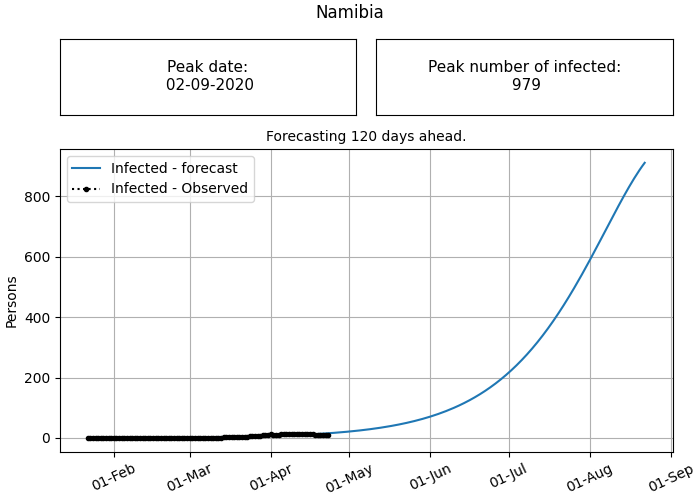 Namibia
Peak date:
02-09-2020
Peak number of infected:
979
Forecasting 120 days ahead.
Infected - forecast
Infected - Observed
Persons
800
600
400
200
0
01-Feb
01-Mar
01-Apr
01-May
01-Jun
01-Jul
01-Aug
01-Sep